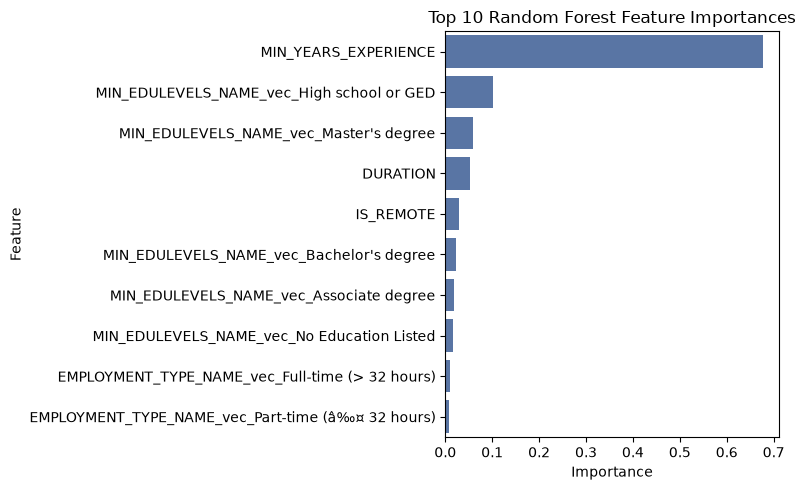 Top 10 Random Forest Feature Importances
MIN_YEARS_EXPERIENCE
MIN_EDULEVELS_NAME_vec_High school or GED
MIN_EDULEVELS_NAME_vec_Master's degree
DURATION
IS_REMOTE
MIN_EDULEVELS_NAME_vec_Bachelor's degree
MIN_EDULEVELS_NAME_vec_Associate degree
MIN_EDULEVELS_NAME_vec_No Education Listed
EMPLOYMENT_TYPE_NAME_vec_Full-time (> 32 hours)
EMPLOYMENT_TYPE_NAME_vec_Part-time (â‰¤ 32 hours)
Feature
0.0 0.1 0.2 0.3 0.4 0.5 0.6 0.7
Importance